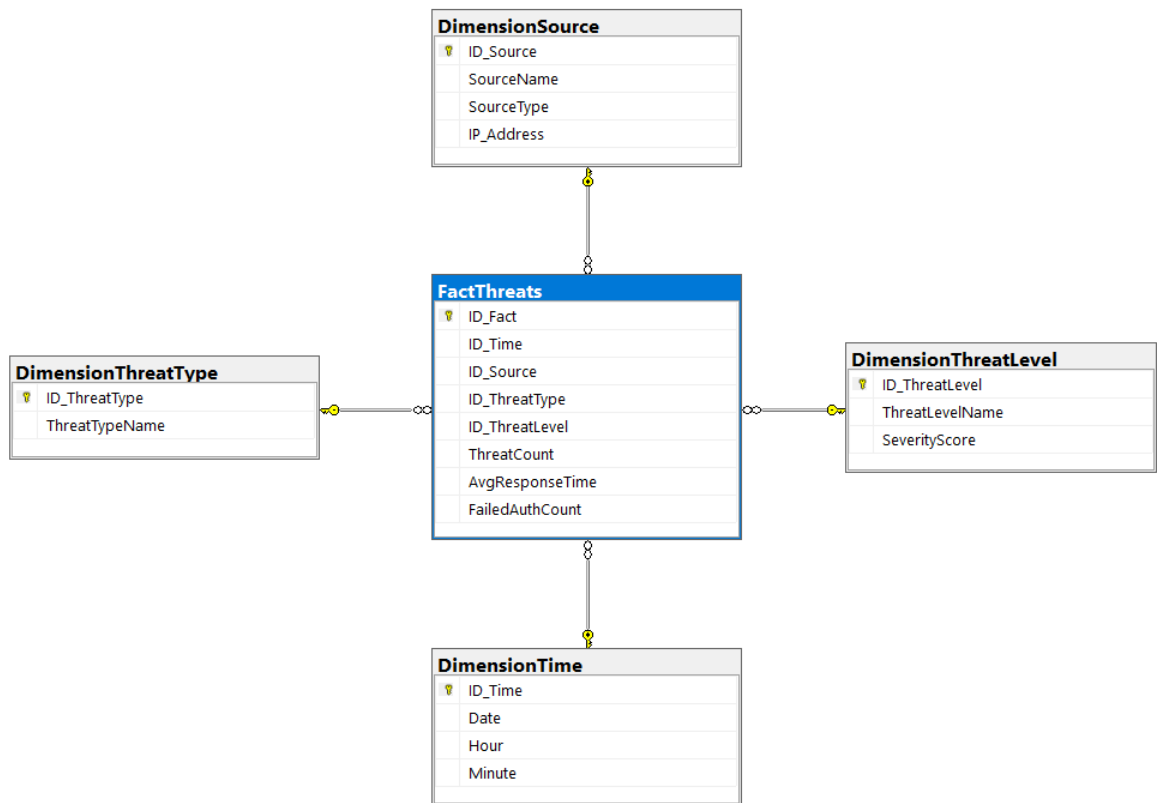 DimensionSource
ID_Source
SourceName
SourceType
IP_Address
FactThreats
ID_Fact
ID_Time
ID_Source
ID_ThreatType
ID_ThreatLevel
ThreatCount
AvgResponseTime
FailedAuthCount
DimensionThreatType
ID_ThreatType
ThreatTypeName
DimensionThreatLevel
ID_ThreatLevel
ThreatLevelName
SeverityScore
DimensionTime
ID_Time
Date
Hour
Minute